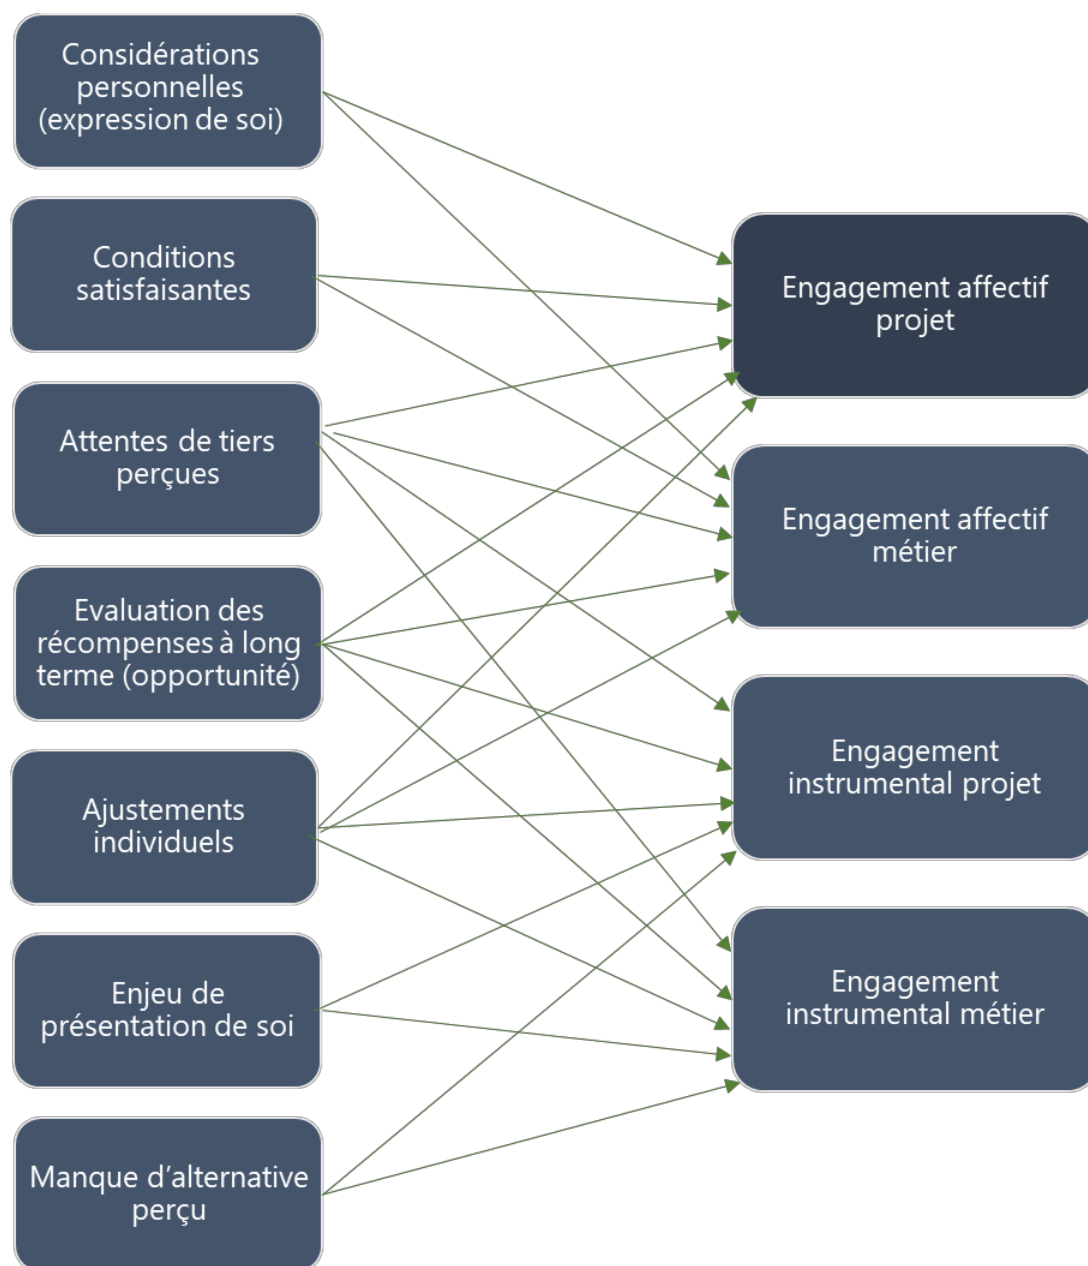 Considérations
personnelles
(expression de soi)
Conditions
satisfaisantes
Attentes de tiers
perçues
Evaluation des
récompenses à long
terme (opportunité)
Ajustements
individuels
Enjeu de
présentation de soi
Manque d’alternative
perçu
Engagement affectif
projet
Engagement affectif
métier
Engagement
instrumental projet
Engagement
instrumental métier